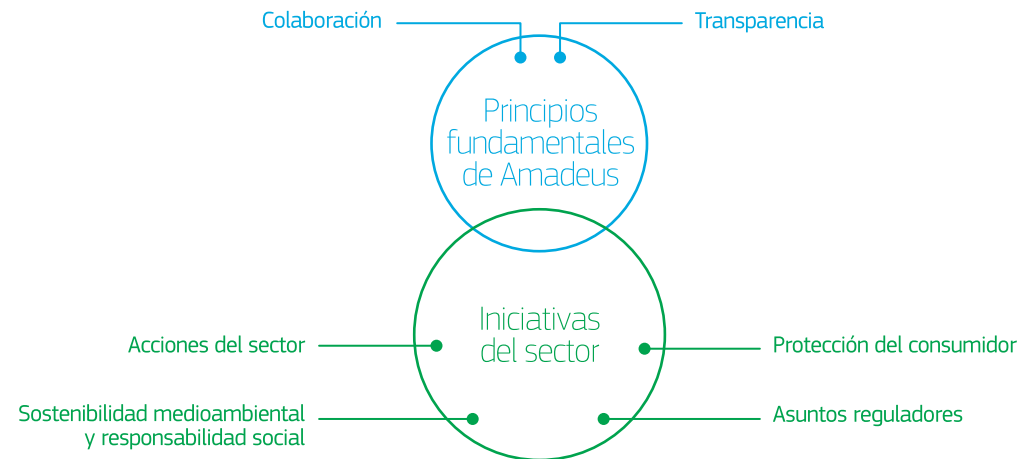 Colaboración
Transparencia
Principios
fundamentales
de Amadeus
Iniciativas
del sector
Acciones del sector
Protección del consumidor
Sostenibilidad medioambiental
y responsabilidad social
Asuntos reguladores